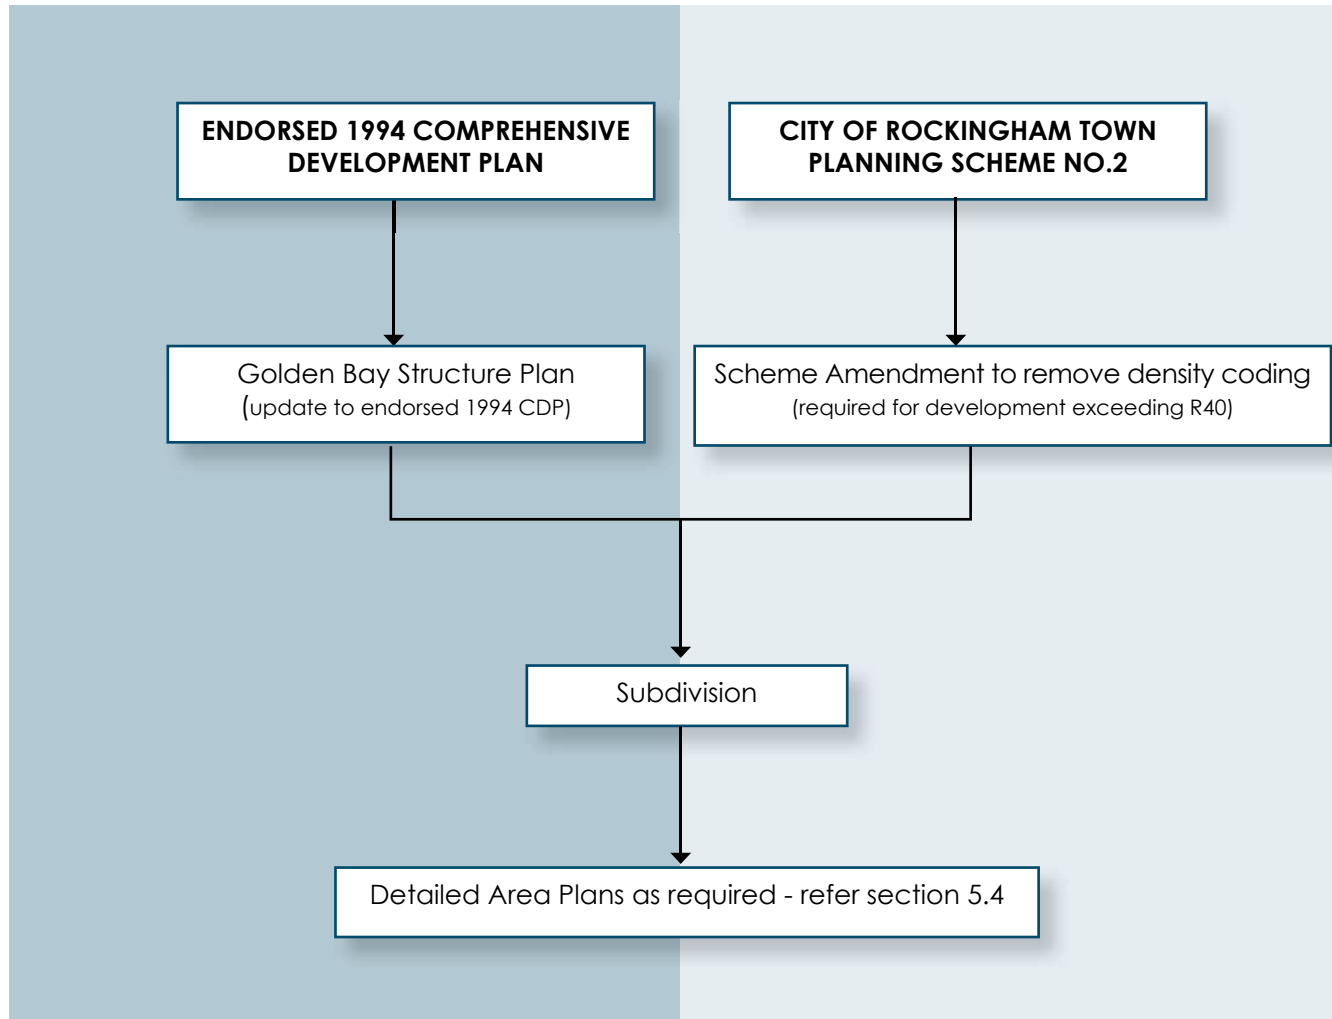 ENDORSED 1994 COMPREHENSIVE
DEVELOPMENT PLAN
CITY OF ROCKINGHAM TOWN
PLANNING SCHEME NO.2
Golden Bay Structure Plan
(update to endorsed 1994 CDP)
Scheme Amendment to remove density coding
(required for development exceeding R40)
Subdivision
Detailed Area Plans as required - refer section 5.4